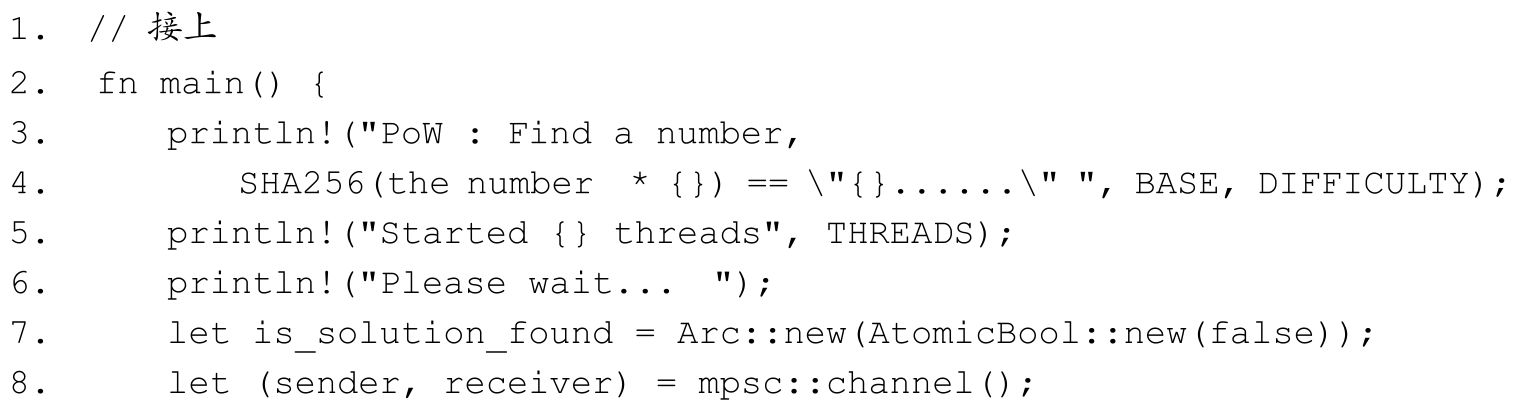 1. // 接上
2. fn main() {
3. println!("PoW : Find a number,
4. SHA256(the number * {}) == \"{}......\" ", BASE, DIFFICULTY);
5. println!("Started {} threads", THREADS);
6. println!("Please wait... ");
7. let is_solution_found = Arc::new(AtomicBool::new(false));
8. let (sender, receiver) = mpsc::channel();